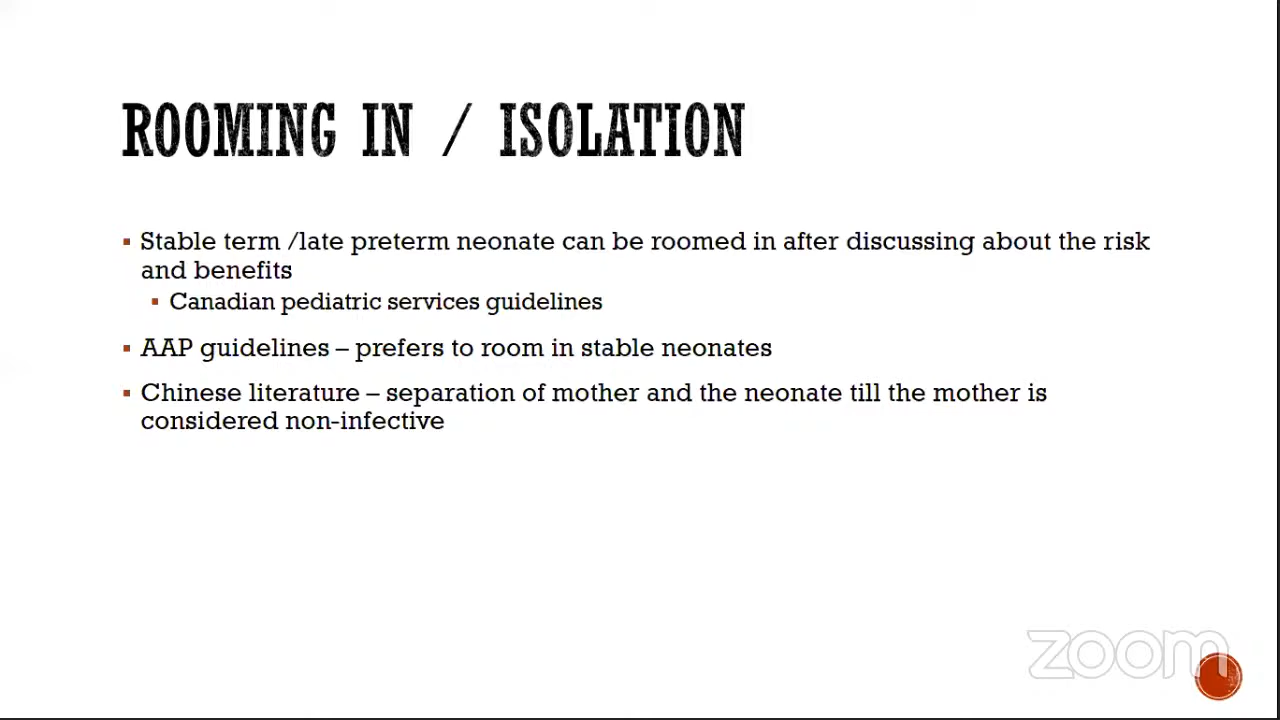 ROOMING IN / ISOLATION
▪ Stable term /late preterm neonate can be roomed in after discussing about the risk
and benefits
▪ Canadian pediatric services guidelines
▪ AAP guidelines – prefers to room in stable neonates
▪ Chinese literature – separation of mother and the neonate till the mother is
considered non-infective
zoom